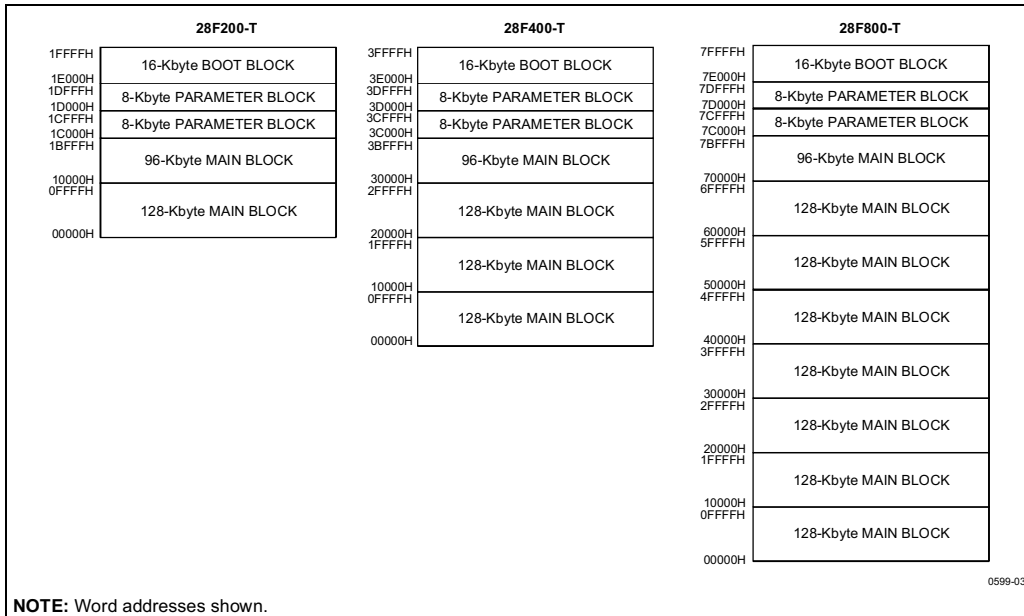 28F200-T
1FFFFH
16-Kbyte BOOT BLOCK
1E000H
1DFFFH
8-Kbyte PARAMETER BLOCK
1D000H
1CFFFH
8-Kbyte PARAMETER BLOCK
1C000H
1BFFFH
96-Kbyte MAIN BLOCK
10000H
0FFFFH
128-Kbyte MAIN BLOCK
00000H
28F400-T
3FFFFH
16-Kbyte BOOT BLOCK
3E000H
3DFFFH
8-Kbyte PARAMETER BLOCK
3D000H
3CFFFH
8-Kbyte PARAMETER BLOCK
3C000H
3BFFFH
96-Kbyte MAIN BLOCK
30000H
2FFFFH
128-Kbyte MAIN BLOCK
20000H
1FFFFH
128-Kbyte MAIN BLOCK
10000H
0FFFFH
128-Kbyte MAIN BLOCK
00000H
28F800-T
7FFFFH
16-Kbyte BOOT BLOCK
7E000H
7DFFFH
8-Kbyte PARAMETER BLOCK
7D000H
7CFFFH
8-Kbyte PARAMETER BLOCK
7C000H
7BFFFH
96-Kbyte MAIN BLOCK
70000H
6FFFFH
128-Kbyte MAIN BLOCK
60000H
5FFFFH
128-Kbyte MAIN BLOCK
50000H
4FFFFH
128-Kbyte MAIN BLOCK
40000H
3FFFFH
128-Kbyte MAIN BLOCK
30000H
2FFFFH
128-Kbyte MAIN BLOCK
20000H
1FFFFH
128-Kbyte MAIN BLOCK
10000H
0FFFFH
128-Kbyte MAIN BLOCK
00000H
0599-03
NOTE: Word addresses shown.